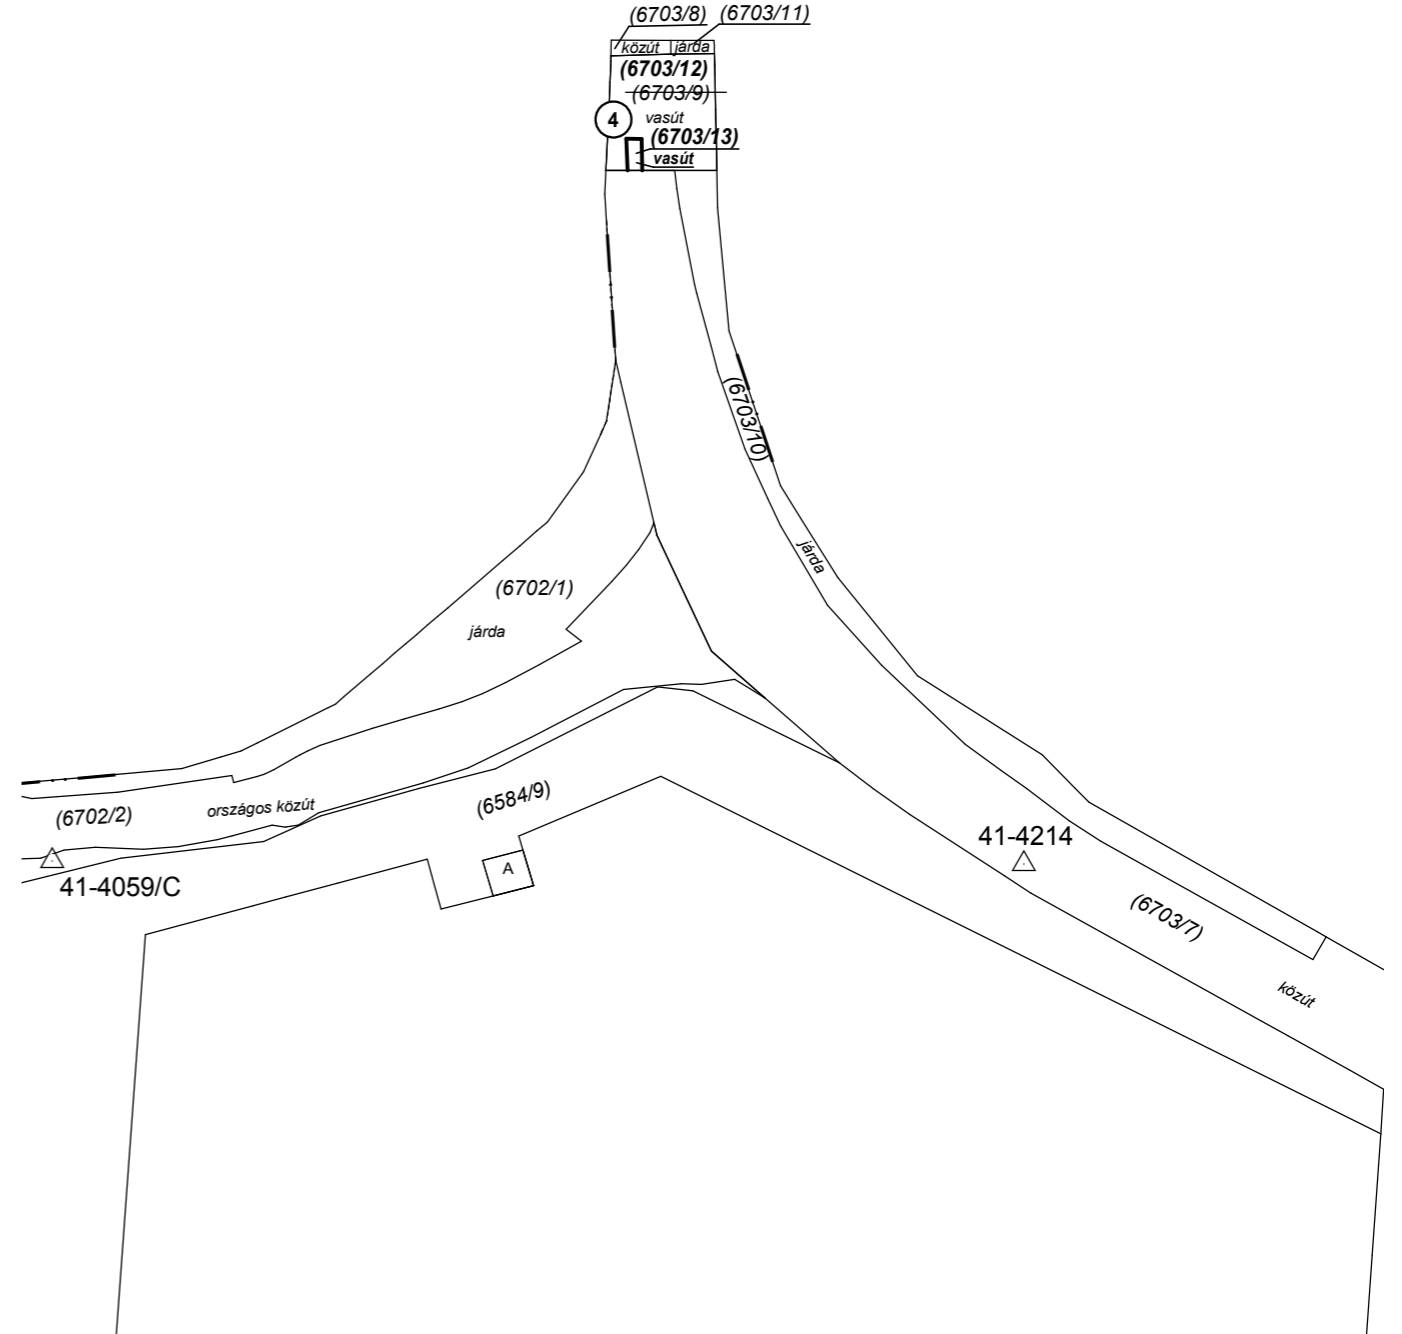 (6703/8) (6703/11)
közút járda
(6703/12)
(6703/9)
4 vasút
(6703/13)
vasút
(6703/10)
járda
(6702/1)
járda
(6702/2)
országos közút
(6584/9)
A
41-4059/C
41-4214
(6703/7)
közút